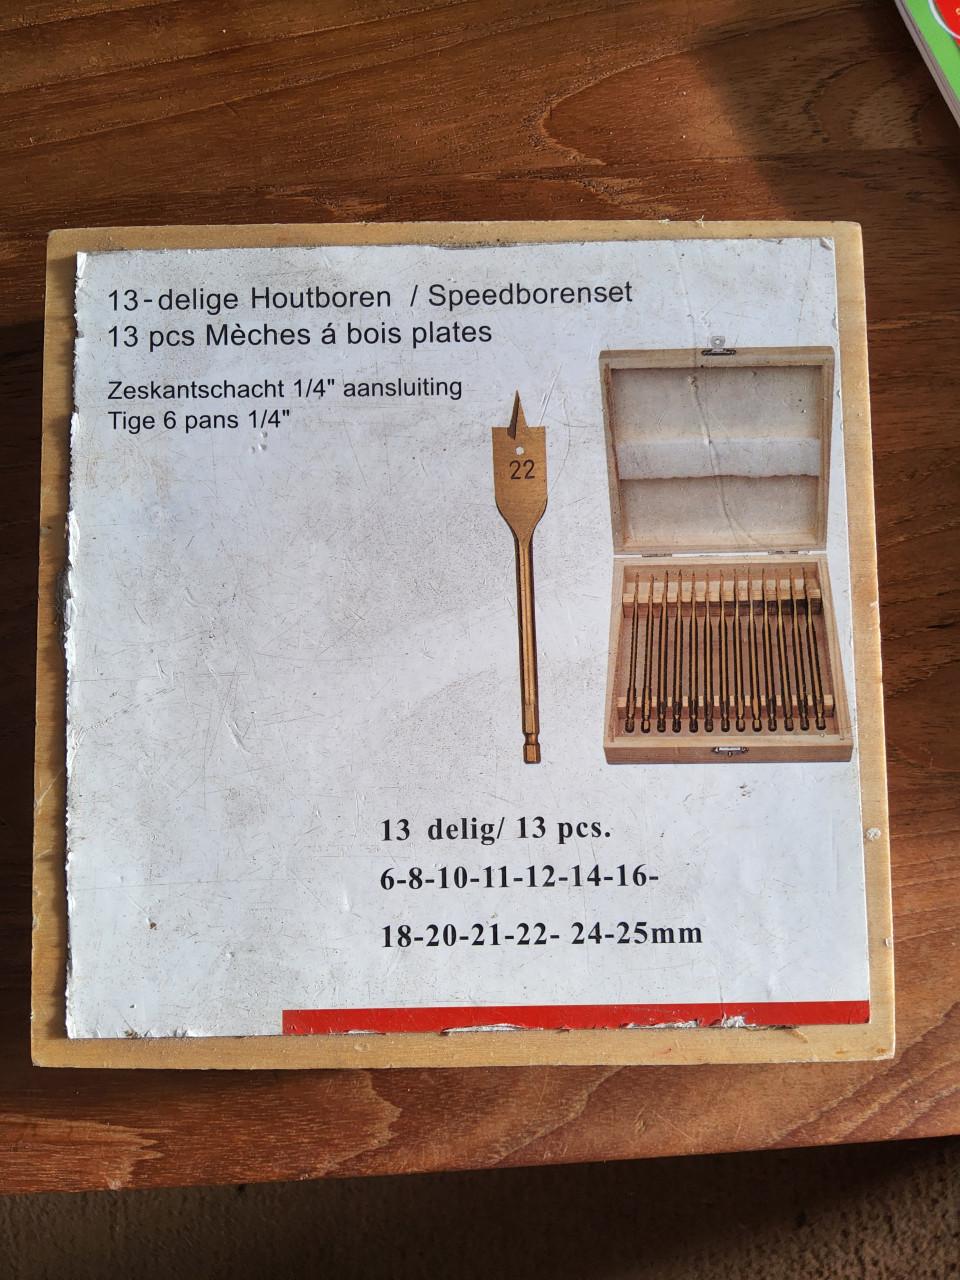 13-delige Houtboren / Speedborenset
13 pcs Mèches á bois plates
Zeskantschacht 1/4" aansluiting
Tige 6 pans 1/4"
22
13 delig/ 13 pcs.
6-8-10-11-12-14-16-
18-20-21-22- 24-25mm